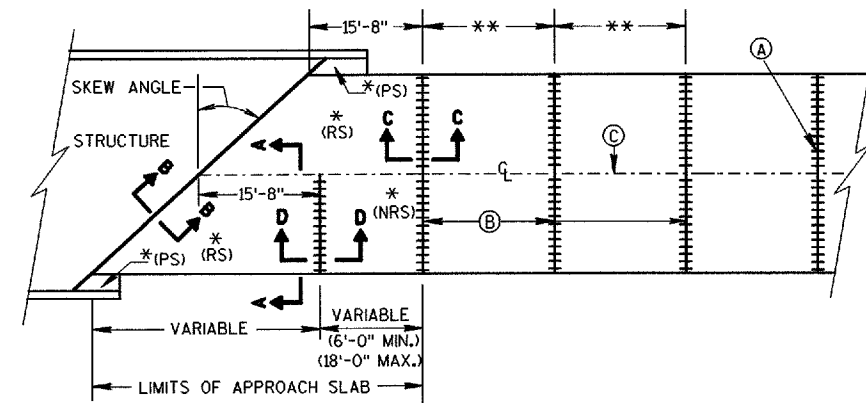 15'-8" ** **
A
SKEW ANGLE
*(PS)
* (RS)
C C
STRUCTURE
A
C
B
℄
15'-8"
* (NRS)
B
B
D D
* (RS)
*(PS)
A
VARIABLE
VARIABLE
(6'-0" MIN.)
(18'-0" MAX.)
LIMITS OF APPROACH SLAB